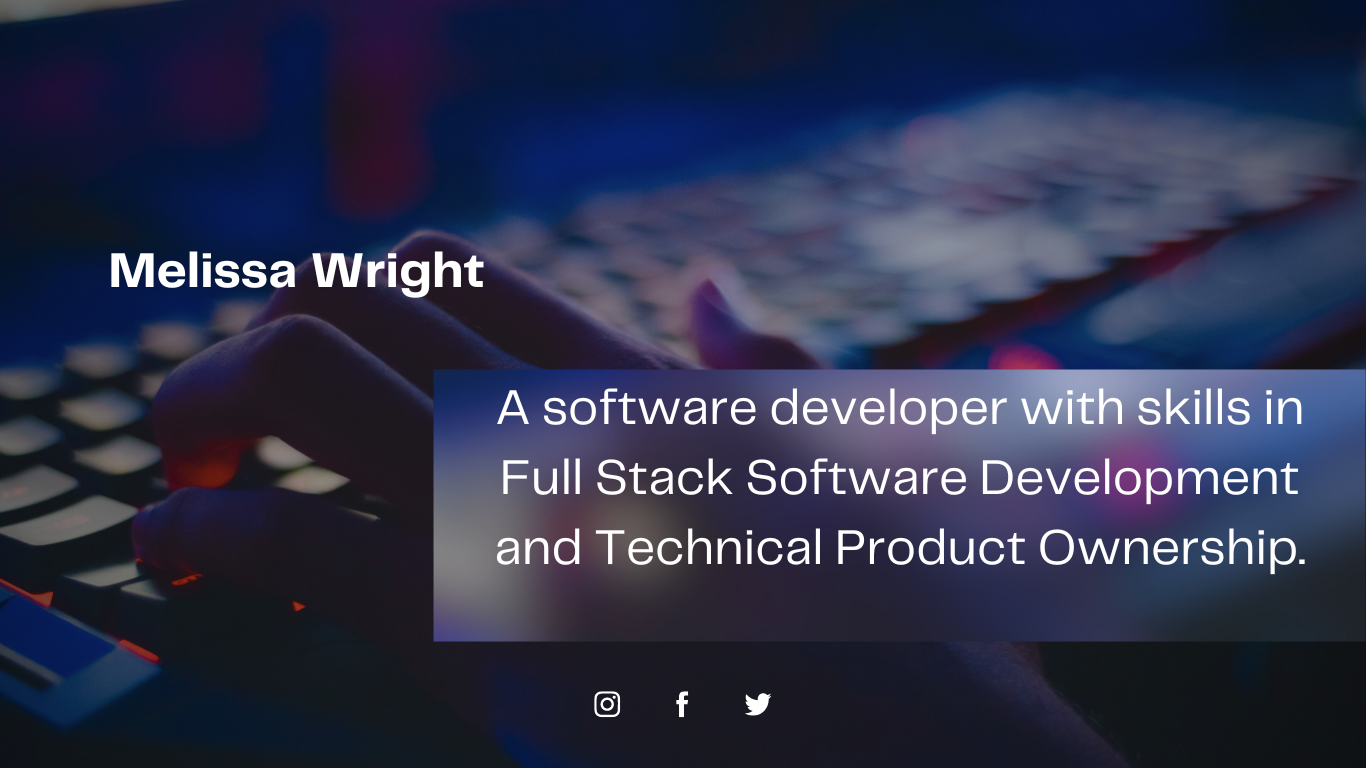 Melissa Wright
A software developer with skills in
Full Stack Software Development
and Technical Product Ownership.